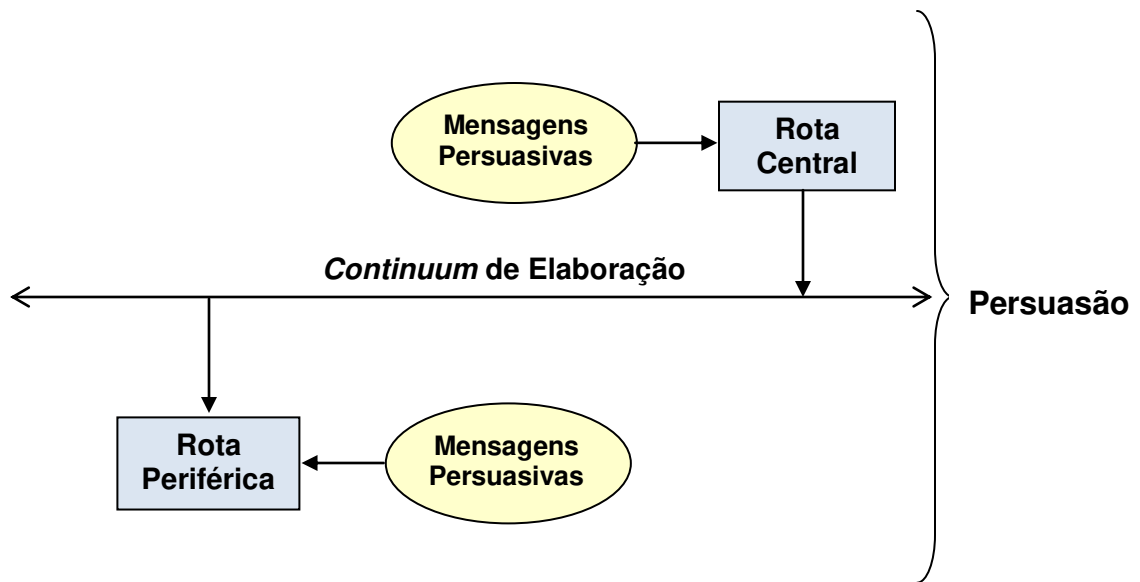 Mensagens
Persuasivas
Rota
Central
Continuum de Elaboração
Persuasão
Rota
Periférica
Mensagens
Persuasivas